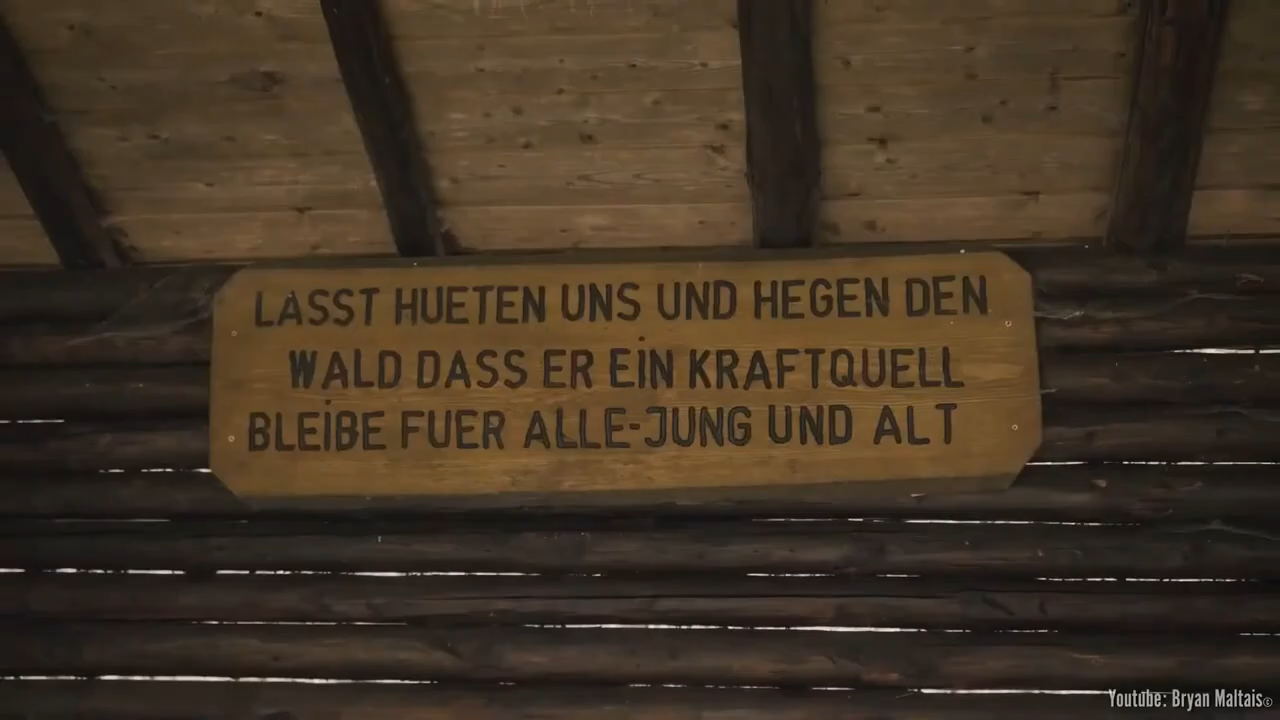 LASST HUETEN UNS UND HEGEN DEN
WALD DASS ER EIN KRAFTQUELL
BLEIBE FUER ALLE-JUNG UND ALT
Youtube: Bryan Maltais©